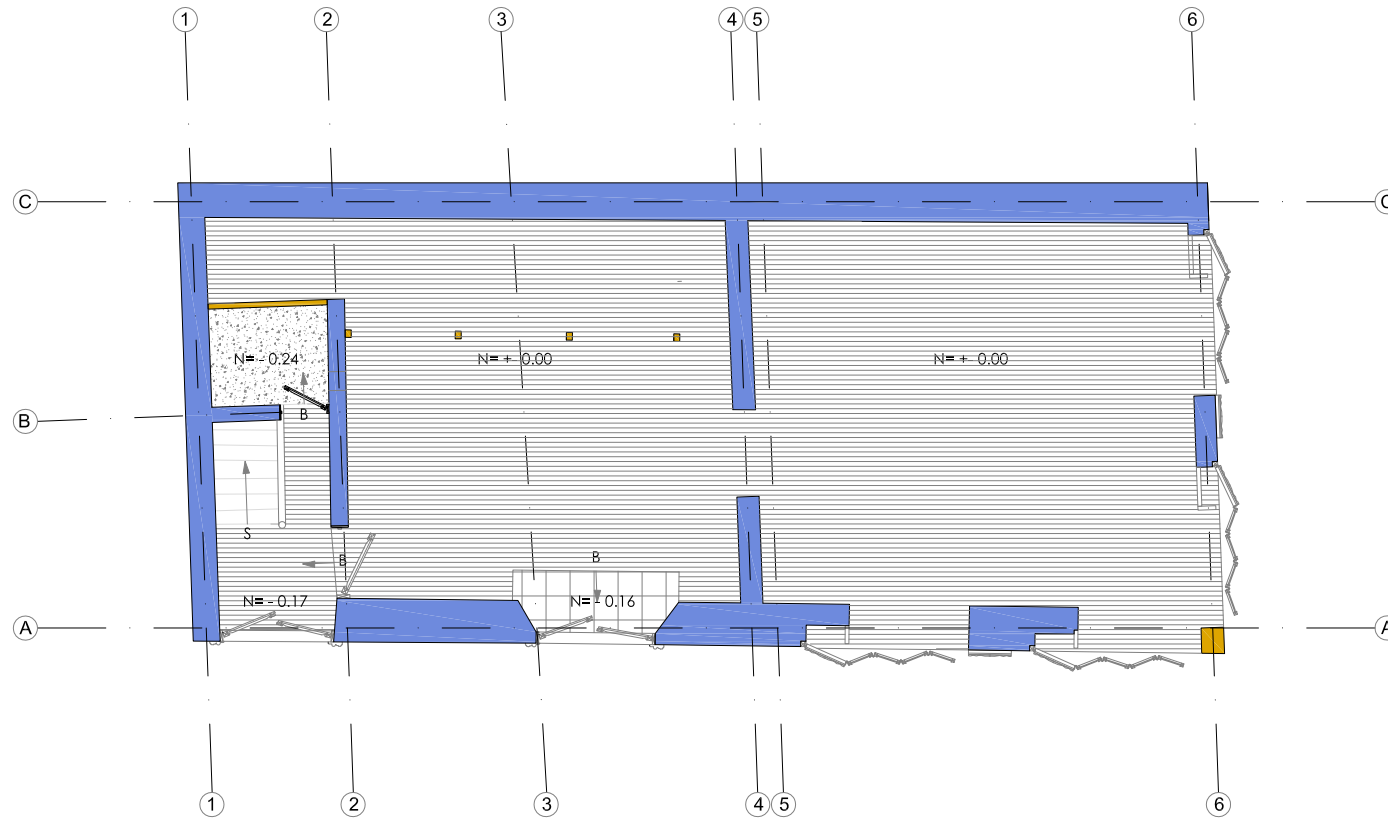 1 2 3 4 5 6
C C
N= - 0.24 N= + 0.00 N= + 0.00
B
B
S
B
B
N= - 0.17 N= - 0.16
A A
1 2 3 4 5 6